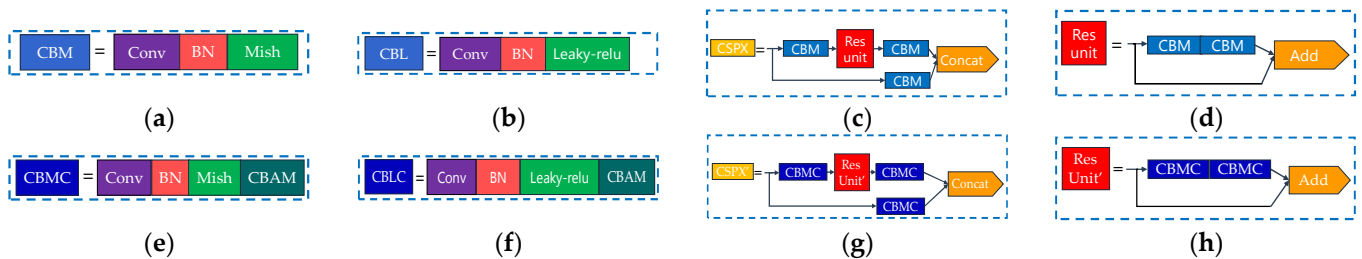 CBM = Conv BN Mish
(a)
CBL = Conv BN Leaky-relu
(b)
CSPX = CBM Res unit CBM Concat
CBM
(c)
Res unit = CBM CBM Add
(d)
CBMC = Conv BN Mish CBAM
(e)
CBLC = Conv BN Leaky-relu CBAM
(f)
CSPX' = CBMC Res Unit' CBMC Concat
CBMC
(g)
Res Unit' = CBMC CBMC Add
(h)